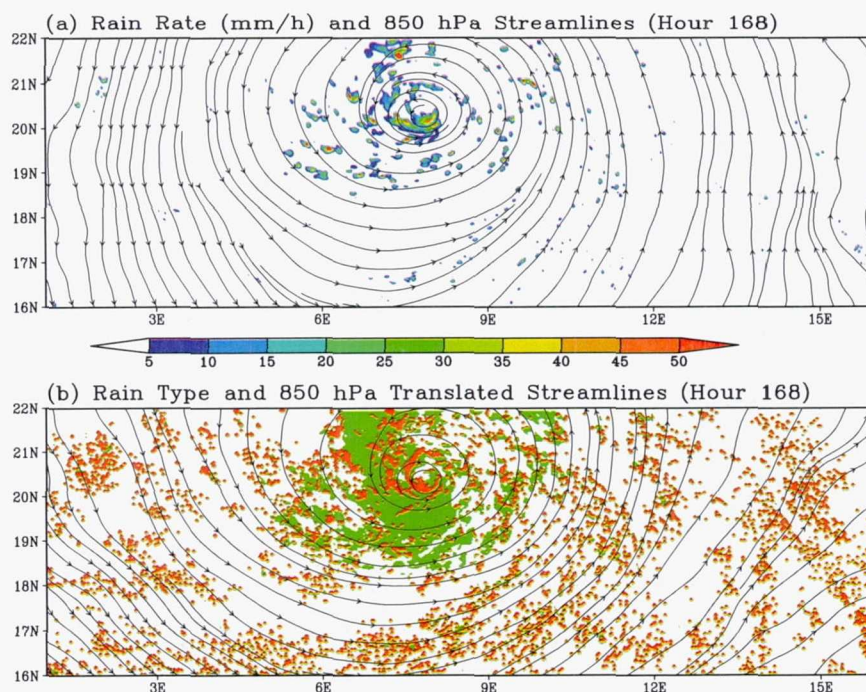 (a) Rain Rate (mm/h) and 850 hPa Streamlines (Hour 168)
22N
21N
20N
19N
18N
17N
16N
3E 6E 9E 12E 15E
5 10 15 20 25 30 35 40 45 50
(b) Rain Type and 850 hPa Translated Streamlines (Hour 168)
22N
21N
20N
19N
18N
17N
16N
3E 6E 9E 12E 15E